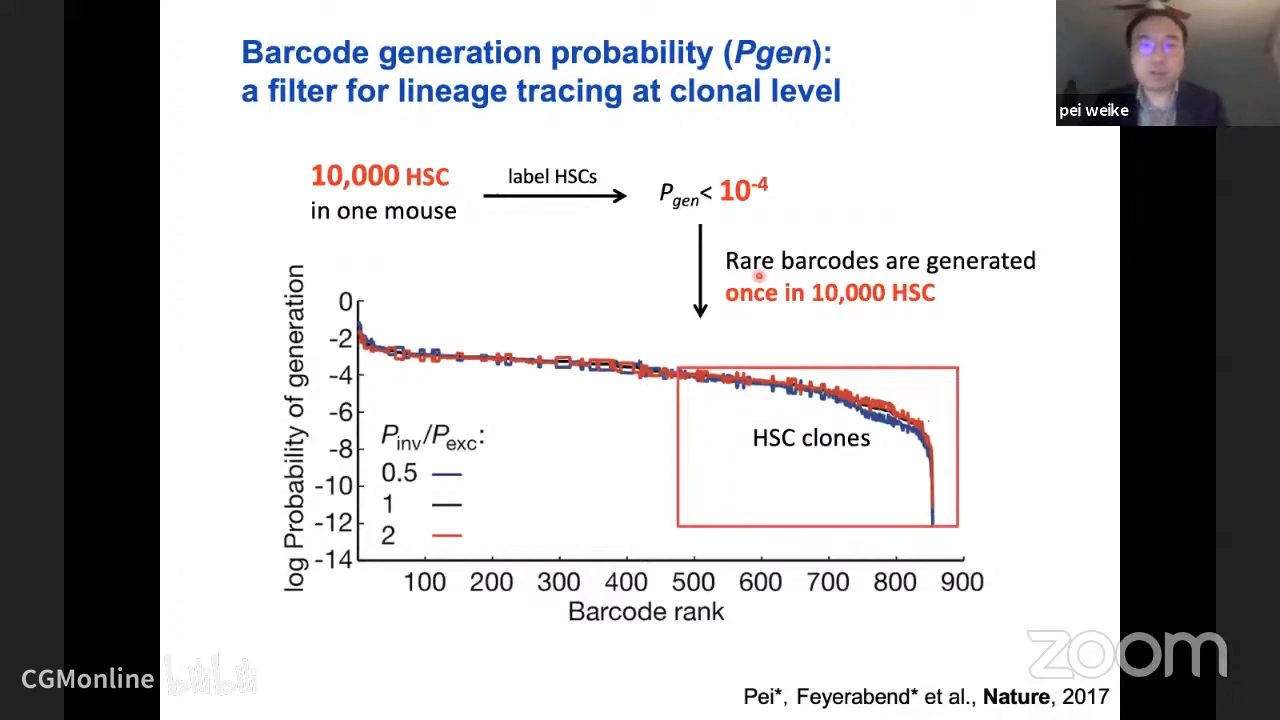 Barcode generation probability (Pgen):
a filter for lineage tracing at clonal level
pei weike
10,000 HSC
in one mouse
label HSCs
Pgen< 10-4
Rare barcodes are generated
once in 10,000 HSC
log Probability of generation
0
-2
-4
-6
-8
-10
-12
-14
Pinv/Pexc:
0.5
1
2
HSC clones
100 200 300 400 500 600 700 800 900
Barcode rank
zoom
CGMonline bilibili
Pei*, Feyerabend* et al., Nature, 2017